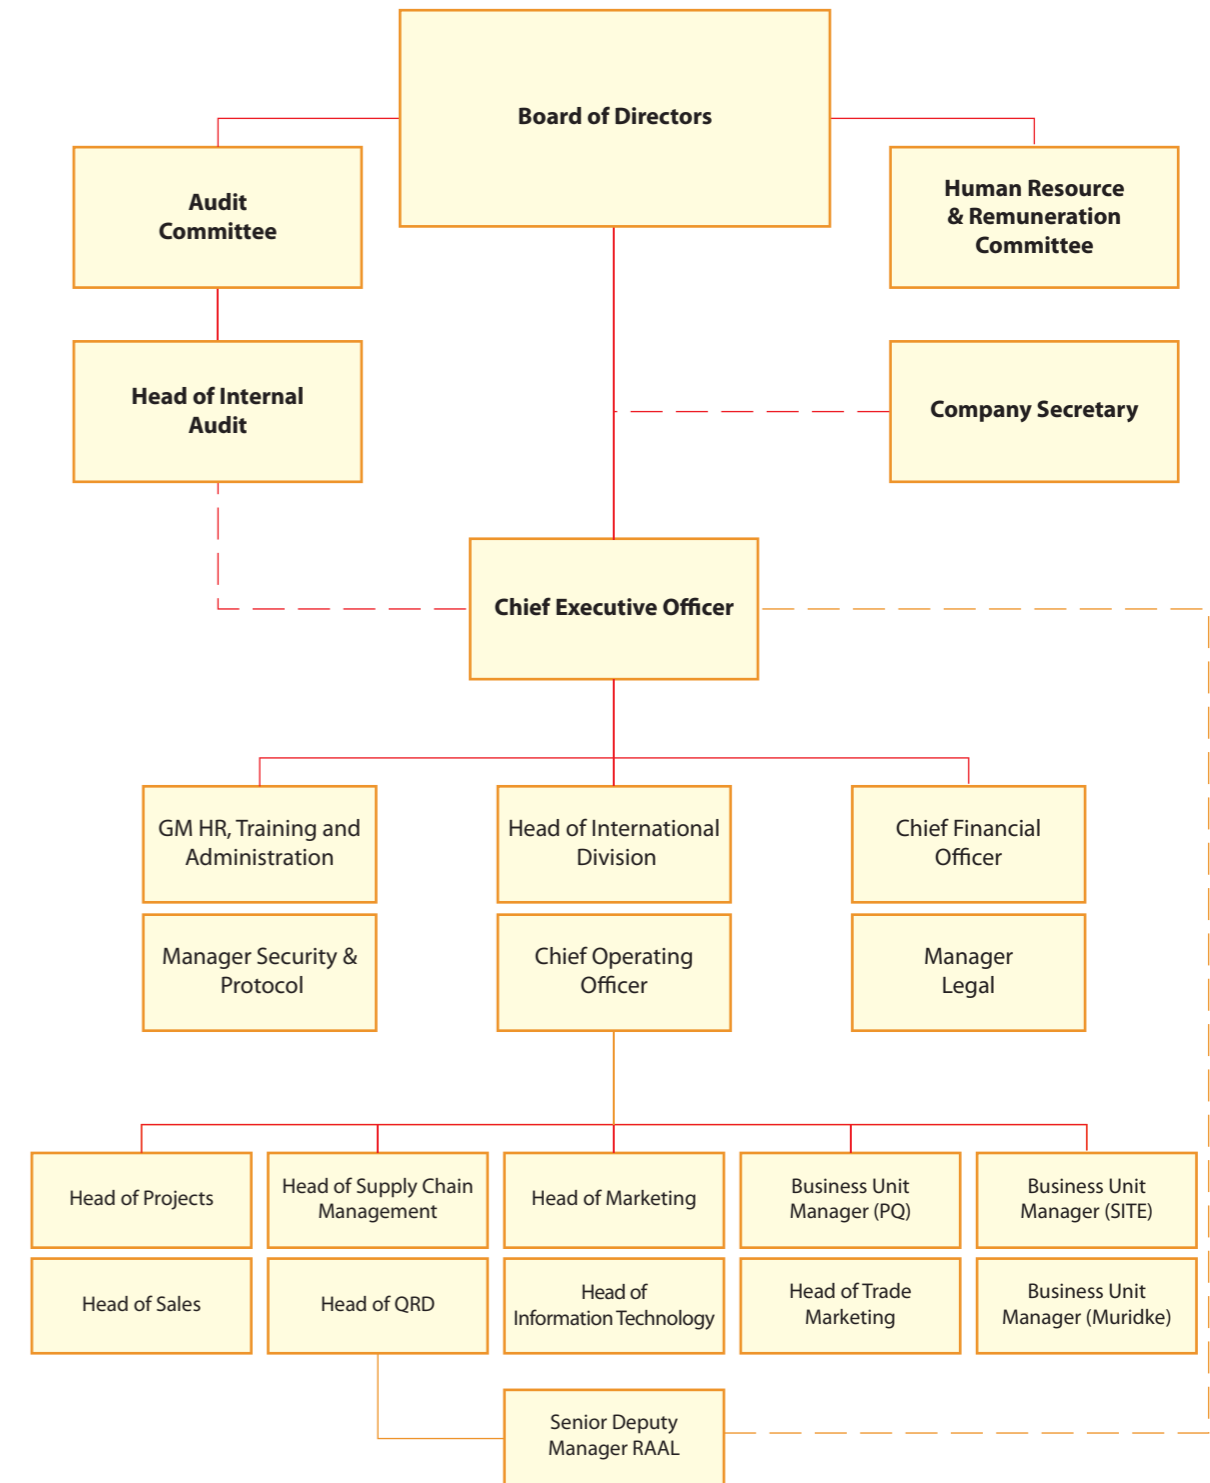 Board of Directors
Audit
Committee
Human Resource
& Remuneration
Committee
Head of Internal
Audit
Company Secretary
Chief Executive Officer
GM HR, Training and
Administration
Head of International
Division
Chief Financial
Officer
Manager Security &
Protocol
Chief Operating
Officer
Manager
Legal
Head of Projects
Head of Supply Chain
Management
Head of Marketing
Business Unit
Manager (PQ)
Business Unit
Manager (SITE)
Head of Sales
Head of QRD
Head of
Information Technology
Head of Trade
Marketing
Business Unit
Manager (Muridke)
Senior Deputy
Manager RAAL